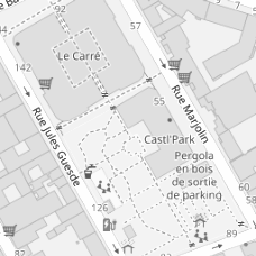 92
Le Carré
142
55
Rue Marjolin
Rue Jules Guesde
Castl'Park
Pergola
en bois
de sortie
de parking
126
89
83